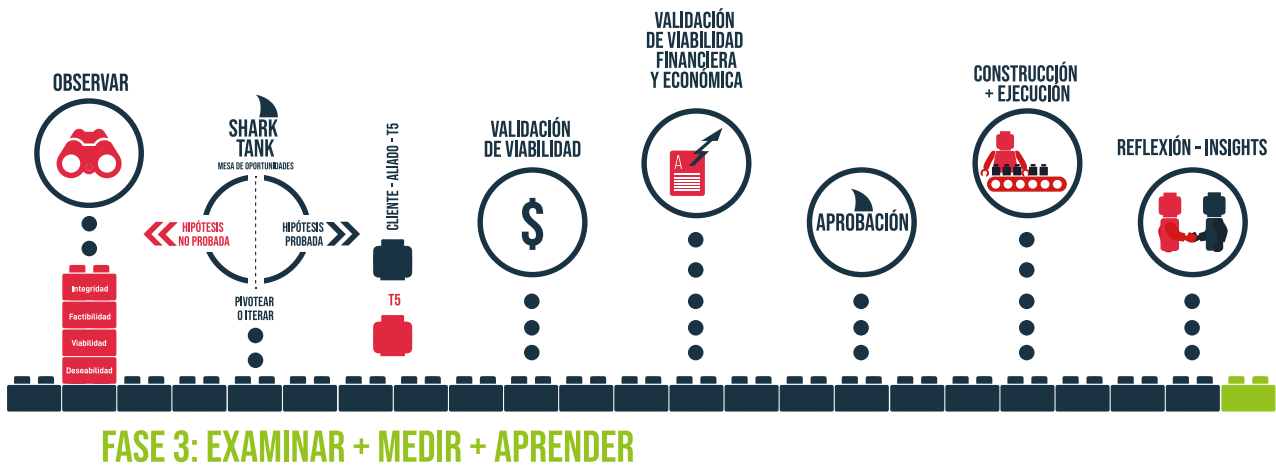 OBSERVAR
Integridad
Factibilidad
Viabilidad
Deseabilidad
SHARK
TANK
MESA DE OPORTUNIDADES
HIPÓTESIS
NO PROBADA
HIPÓTESIS
PROBADA
PIVOTEAR
O ITERAR
CLIENTE - ALIADO - T5
T5
VALIDACIÓN
DE VIABILIDAD
$
VALIDACIÓN
DE VIABILIDAD
FINANCIERA
Y ECONÓMICA
A
APROBACIÓN
CONSTRUCCIÓN
+ EJECUCIÓN
REFLEXIÓN - INSIGHTS
FASE 3: EXAMINAR + MEDIR + APRENDER